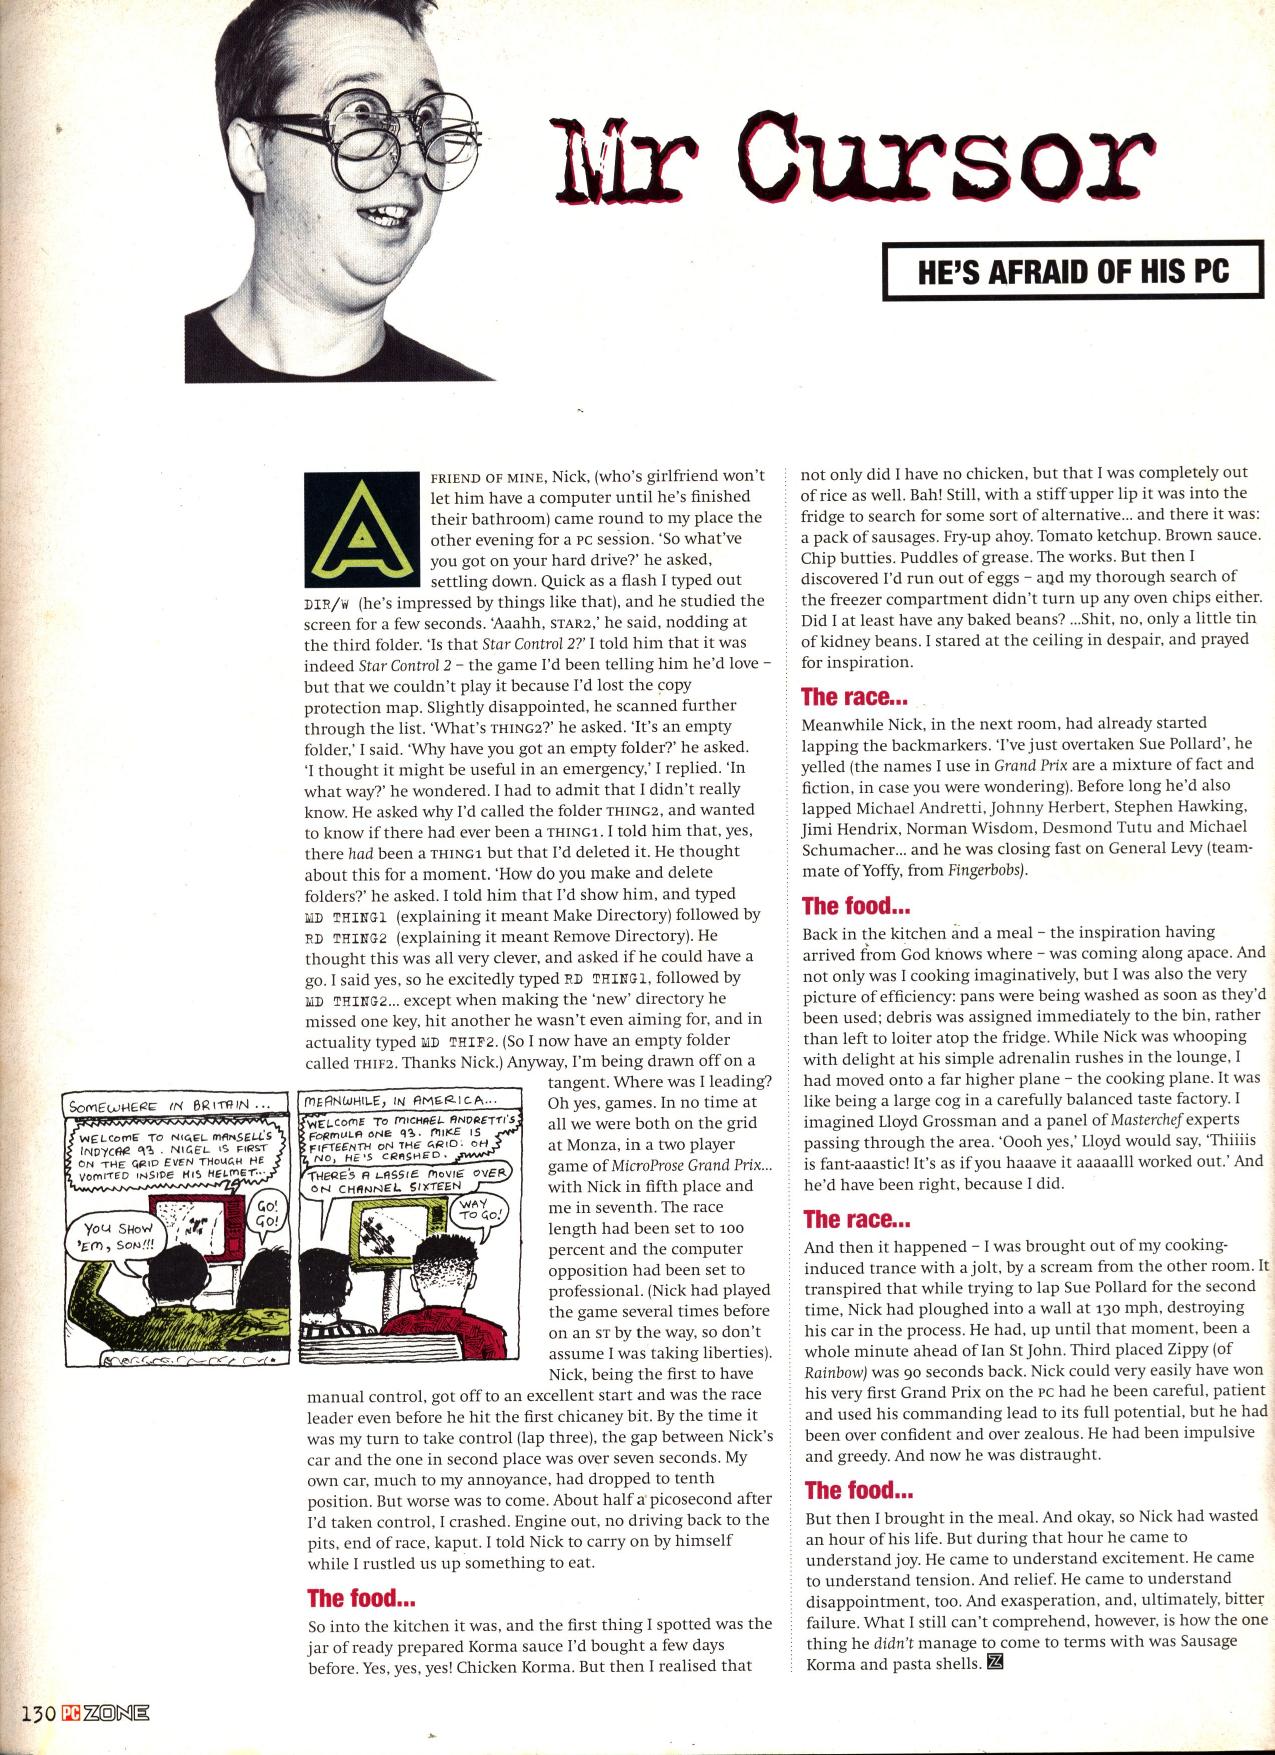 Mr Cursor
HE'S AFRAID OF HIS PC
A FRIEND OF MINE, Nick, (who's girlfriend won't
let him have a computer until he's finished
their bathroom) came round to my place the
other evening for a PC session. 'So what've
you got on your hard drive?' he asked,
settling down. Quick as a flash I typed out
DIR/W (he's impressed by things like that), and he studied the
screen for a few seconds. 'Aaahh, STAR2,' he said, nodding at
the third folder. 'Is that Star Control 2?' I told him that it was
indeed Star Control 2 – the game I'd been telling him he'd love –
but that we couldn't play it because I'd lost the copy
protection map. Slightly disappointed, he scanned further
through the list. 'What's THING2?' he asked. 'It's an empty
folder,' I said. 'Why have you got an empty folder?' he asked.
'I thought it might be useful in an emergency,' I replied. 'In
what way?' he wondered. I had to admit that I didn't really
know. He asked why I'd called the folder THING2, and wanted
to know if there had ever been a THING1. I told him that, yes,
there had been a THING1 but that I'd deleted it. He thought
about this for a moment. 'How do you make and delete
folders?' he asked. I told him that I'd show him, and typed
MD THING1 (explaining it meant Make Directory) followed by
RD THING2 (explaining it meant Remove Directory). He
thought this was all very clever, and asked if he could have a
go. I said yes, so he excitedly typed RD THING1, followed by
MD THING2... except when making the 'new' directory he
missed one key, hit another he wasn't even aiming for, and in
actuality typed MD THIF2. (So I now have an empty folder
called THIF2. Thanks Nick.) Anyway, I'm being drawn off on a
tangent. Where was I leading?
Oh yes, games. In no time at
all we were both on the grid
at Monza, in a two player
game of MicroProse Grand Prix...
with Nick in fifth place and
me in seventh. The race
length had been set to 100
percent and the computer
opposition had been set to
professional. (Nick had played
the game several times before
on an ST by the way, so don't
assume I was taking liberties).
Nick, being the first to have
manual control, got off to an excellent start and was the race
leader even before he hit the first chicaney bit. By the time it
was my turn to take control (lap three), the gap between Nick's
car and the one in second place was over seven seconds. My
own car, much to my annoyance, had dropped to tenth
position. But worse was to come. About half a picosecond after
I'd taken control, I crashed. Engine out, no driving back to the
pits, end of race, kaput. I told Nick to carry on by himself
while I rustled us up something to eat.
The food...
So into the kitchen it was, and the first thing I spotted was the
jar of ready prepared Korma sauce I'd bought a few days
before. Yes, yes, yes! Chicken Korma. But then I realised that
SOMEWHERE IN BRITAIN...
WELCOME TO NIGEL MANSELL'S
INDYCAR 93. NIGEL IS FIRST
ON THE GRID EVEN THOUGH HE
VOMITED INSIDE HIS HELMET...
YOU SHOW
'EM, SON!!!
GO!
GO!
MEANWHILE, IN AMERICA...
WELCOME TO MICHAEL ANDRETTI'S
FORMULA ONE 93. MIKE IS
FIFTEENTH ON THE GRID. OH
NO, HE'S CRASHED.
THERE'S A LASSIE MOVIE OVER
ON CHANNEL SIXTEEN
WAY
TO GO!
not only did I have no chicken, but that I was completely out
of rice as well. Bah! Still, with a stiff upper lip it was into the
fridge to search for some sort of alternative... and there it was:
a pack of sausages. Fry-up ahoy. Tomato ketchup. Brown sauce.
Chip butties. Puddles of grease. The works. But then I
discovered I'd run out of eggs – and my thorough search of
the freezer compartment didn't turn up any oven chips either.
Did I at least have any baked beans? ...Shit, no, only a little tin
of kidney beans. I stared at the ceiling in despair, and prayed
for inspiration.
The race...
Meanwhile Nick, in the next room, had already started
lapping the backmarkers. 'I've just overtaken Sue Pollard', he
yelled (the names I use in Grand Prix are a mixture of fact and
fiction, in case you were wondering). Before long he'd also
lapped Michael Andretti, Johnny Herbert, Stephen Hawking,
Jimi Hendrix, Norman Wisdom, Desmond Tutu and Michael
Schumacher... and he was closing fast on General Levy (team-
mate of Yoffy, from Fingerbobs).
The food...
Back in the kitchen and a meal – the inspiration having
arrived from God knows where – was coming along apace. And
not only was I cooking imaginatively, but I was also the very
picture of efficiency: pans were being washed as soon as they'd
been used; debris was assigned immediately to the bin, rather
than left to loiter atop the fridge. While Nick was whooping
with delight at his simple adrenalin rushes in the lounge, I
had moved onto a far higher plane – the cooking plane. It was
like being a large cog in a carefully balanced taste factory. I
imagined Lloyd Grossman and a panel of Masterchef experts
passing through the area. 'Oooh yes,' Lloyd would say, 'Thiiiis
is fant-aaastic! It's as if you haaave it aaaaalll worked out.' And
he'd have been right, because I did.
The race...
And then it happened – I was brought out of my cooking-
induced trance with a jolt, by a scream from the other room. It
transpired that while trying to lap Sue Pollard for the second
time, Nick had ploughed into a wall at 130 mph, destroying
his car in the process. He had, up until that moment, been a
whole minute ahead of Ian St John. Third placed Zippy (of
Rainbow) was 90 seconds back. Nick could very easily have won
his very first Grand Prix on the PC had he been careful, patient
and used his commanding lead to its full potential, but he had
been over confident and over zealous. He had been impulsive
and greedy. And now he was distraught.
The food...
But then I brought in the meal. And okay, so Nick had wasted
an hour of his life. But during that hour he came to
understand joy. He came to understand excitement. He came
to understand tension. And relief. He came to understand
disappointment, too. And exasperation, and, ultimately, bitter
failure. What I still can't comprehend, however, is how the one
thing he didn't manage to come to terms with was Sausage
Korma and pasta shells. Z
130 PC ZONE